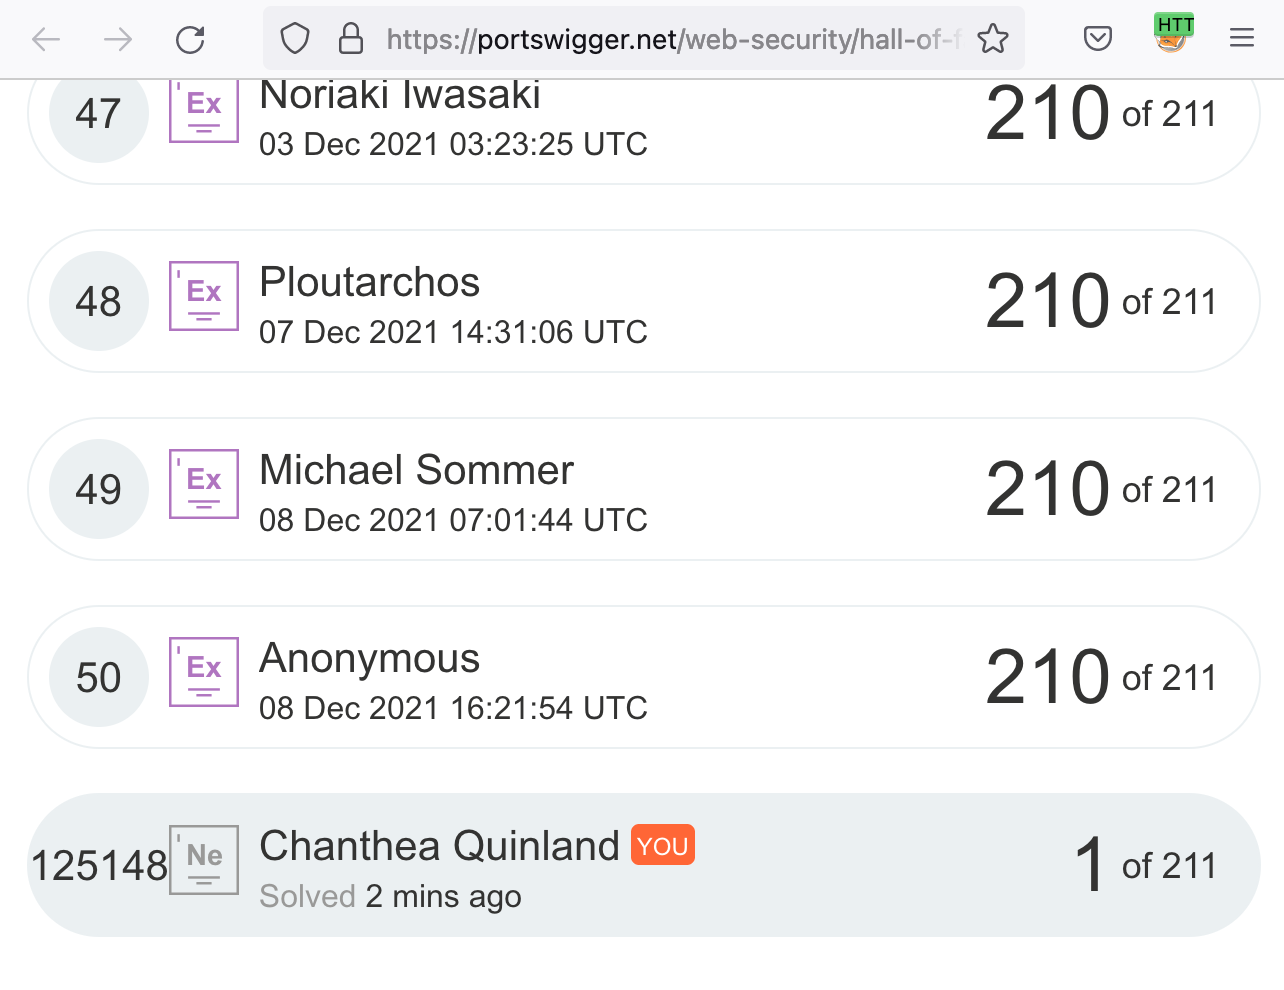 https://portswigger.net/web-security/hall-of-f
HTT
47
Ex
Noriaki Iwasaki
03 Dec 2021 03:23:25 UTC
210 of 211
48
Ex
Ploutarchos
07 Dec 2021 14:31:06 UTC
210 of 211
49
Ex
Michael Sommer
08 Dec 2021 07:01:44 UTC
210 of 211
50
Ex
Anonymous
08 Dec 2021 16:21:54 UTC
210 of 211
125148
Ne
Chanthea Quinland YOU
Solved 2 mins ago
1 of 211